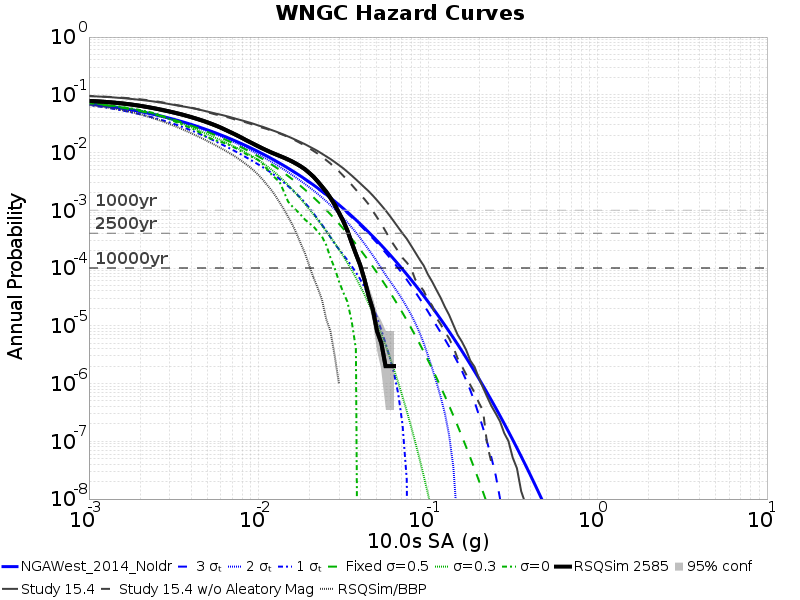 WNGC Hazard Curves
10^0
10^-1
10^-2
10^-3
10^-4
10^-5
10^-6
10^-7
10^-8
Annual Probability
1000yr
2500yr
10000yr
10^-3
10^-2
10^-1
10^0
10^1
10.0s SA (g)
NGAWest_2014_NoIdr 3 σₜ 2 σₜ 1 σₜ Fixed σ=0.5 σ=0.3 σ=0 RSQSim 2585 95% conf
Study 15.4 Study 15.4 w/o Aleatory Mag RSQSim/BBP